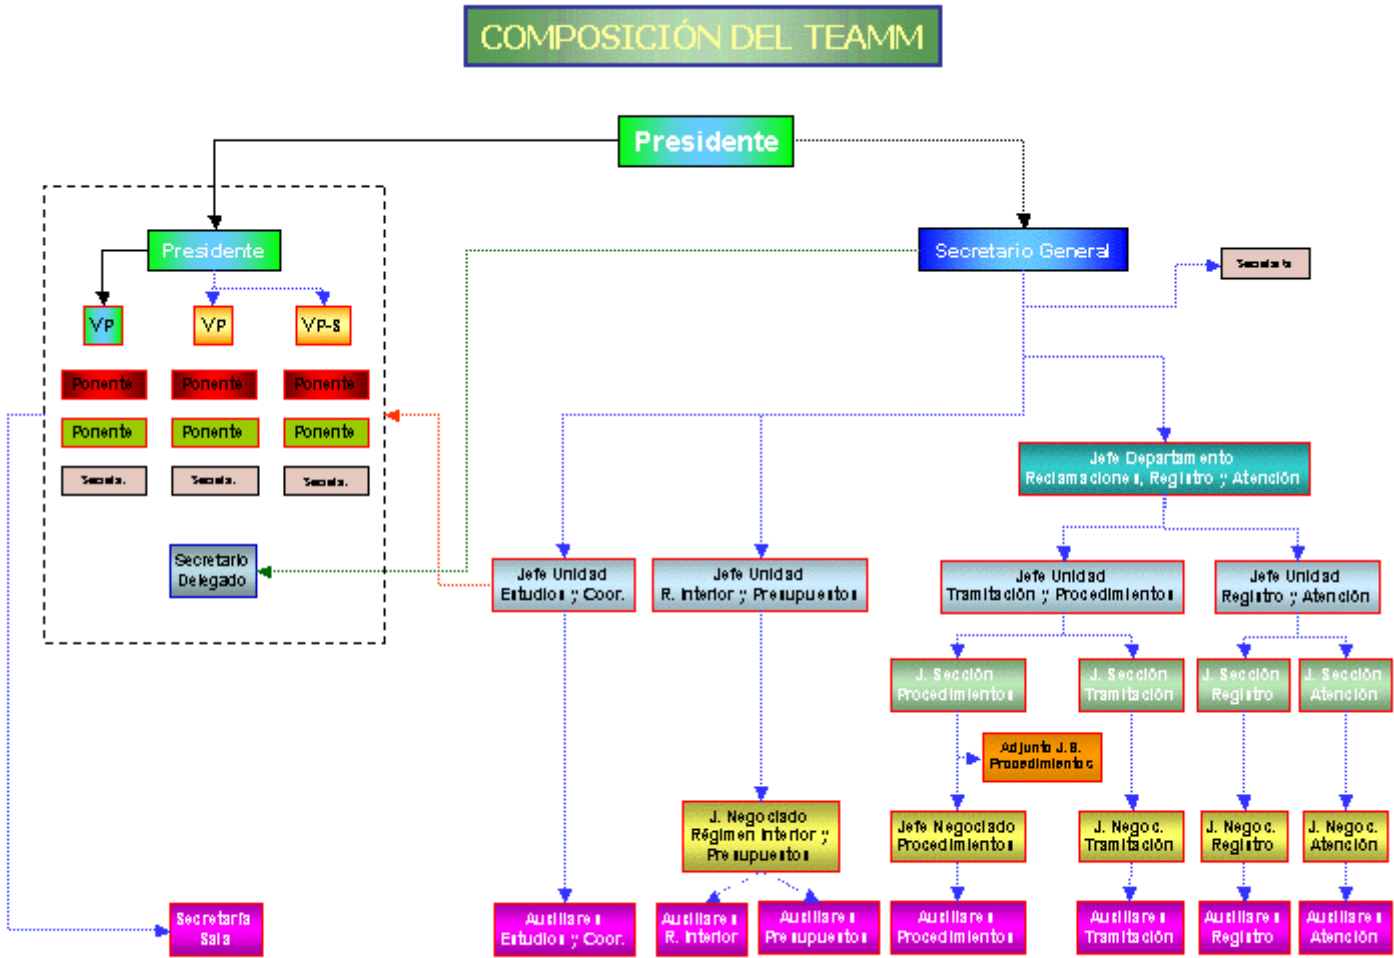 COMPOSICIÓN DEL TEAMM
Presidente
Presidente
Secretario General
Secretaria
VP
VP
VP-S
Ponente
Ponente
Ponente
Ponente
Ponente
Ponente
Secreta.
Secreta.
Secreta.
Jefe Departamento
Reclamaciones, Registro y Atención
Secretario
Delegado
Jefe Unidad
Estudios y Coor.
Jefe Unidad
R. Interior y Presupuestos
Jefe Unidad
Tramitación y Procedimientos
Jefe Unidad
Registro y Atención
J. Sección
Procedimientos
J. Sección
Tramitación
J. Sección
Registro
J. Sección
Atención
Adjunto J.S.
Procedimientos
J. Negociado
Régimen Interior y
Presupuestos
Jefe Negociado
Procedimientos
J. Negoc.
Tramitación
J. Negoc.
Registro
J. Negoc.
Atención
Secretaría
Sala
Auxiliares
Estudios y Coor.
Auxiliares
R. Interior
Auxiliares
Presupuestos
Auxiliares
Procedimientos
Auxiliares
Tramitación
Auxiliares
Registro
Auxiliares
Atención